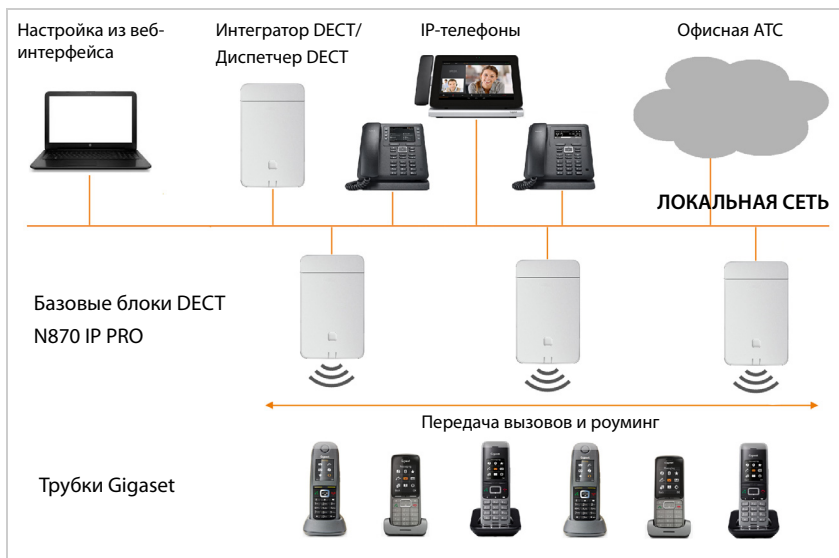 Настройка из веб-
интерфейса
Интегратор DECT/
Диспетчер DECT
IP-телефоны
Офисная АТС
ЛОКАЛЬНАЯ СЕТЬ
Базовые блоки DECT
N870 IP PRO
Передача вызовов и роуминг
Трубки Gigaset